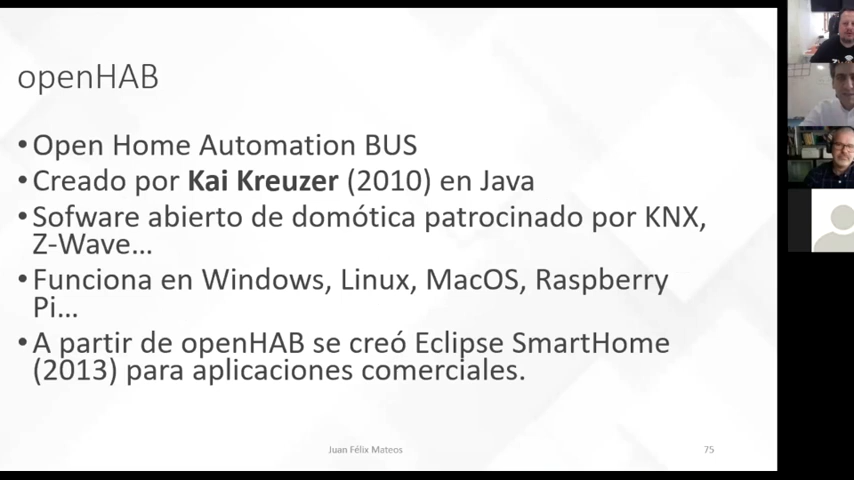 openHAB
• Open Home Automation BUS
• Creado por Kai Kreuzer (2010) en Java
• Sofware abierto de domótica patrocinado por KNX,
Z-Wave...
• Funciona en Windows, Linux, MacOS, Raspberry
Pi...
• A partir de openHAB se creó Eclipse SmartHome
(2013) para aplicaciones comerciales.
Juan Félix Mateos
75